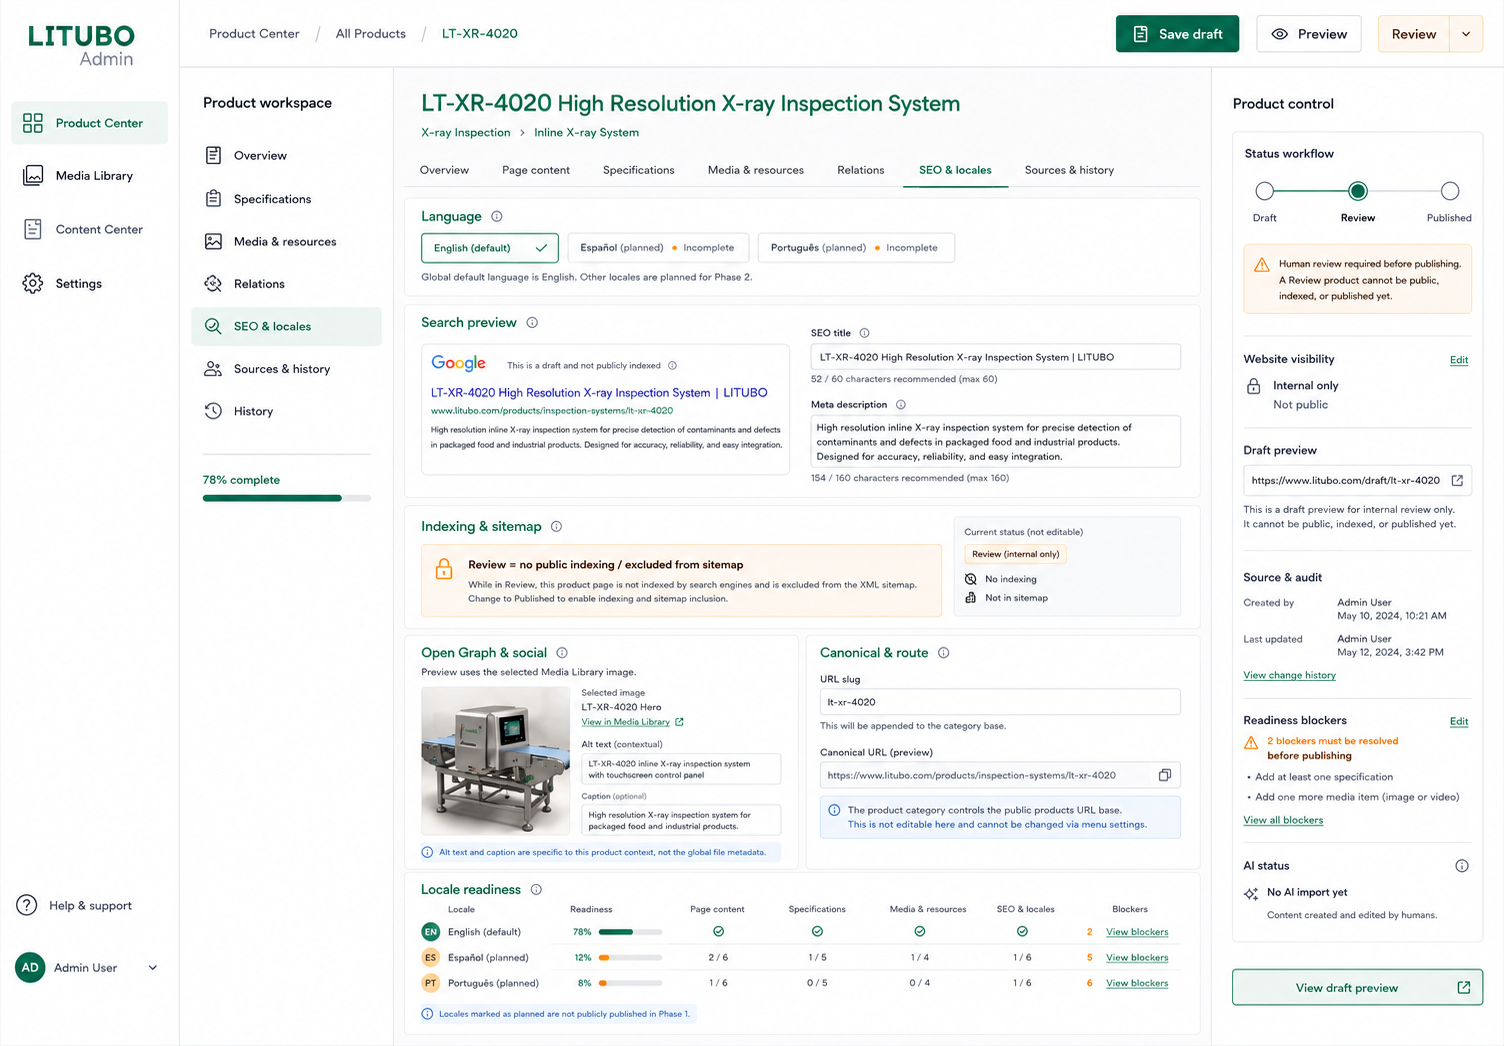 LITUBO
Admin
Product Center
Media Library
Content Center
Settings
Help & support
AD
Admin User
Product Center / All Products / LT-XR-4020
Save draft
Preview
Review
Product workspace
Overview
Specifications
Media & resources
Relations
SEO & locales
Sources & history
History
78% complete
LT-XR-4020 High Resolution X-ray Inspection System
X-ray Inspection > Inline X-ray System
Overview
Page content
Specifications
Media & resources
Relations
SEO & locales
Sources & history
Language
English (default)
Español (planned) • Incomplete
Português (planned) • Incomplete
Global default language is English. Other locales are planned for Phase 2.
Search preview
Google
This is a draft and not publicly indexed
LT-XR-4020 High Resolution X-ray Inspection System | LITUBO
www.litubo.com/products/inspection-systems/lt-xr-4020
High resolution inline X-ray inspection system for precise detection of contaminants and defects
in packaged food and industrial products. Designed for accuracy, reliability, and easy integration.
SEO title
LT-XR-4020 High Resolution X-ray Inspection System | LITUBO
52 / 60 characters recommended (max 60)
Meta description
High resolution inline X-ray inspection system for precise detection of
contaminants and defects in packaged food and industrial products.
Designed for accuracy, reliability, and easy integration.
154 / 160 characters recommended (max 160)
Indexing & sitemap
Review = no public indexing / excluded from sitemap
While in Review, this product page is not indexed by search engines and is excluded from the XML sitemap.
Change to Published to enable indexing and sitemap inclusion.
Current status (not editable)
Review (internal only)
No indexing
Not in sitemap
Open Graph & social
Preview uses the selected Media Library image.
Selected image
LT-XR-4020 Hero
View in Media Library
Alt text (contextual)
LT-XR-4020 inline X-ray inspection system
with touchscreen control panel
Caption (optional)
High resolution X-ray inspection system for
packaged food and industrial products.
Alt text and caption are specific to this product context, not the global file metadata.
Canonical & route
URL slug
lt-xr-4020
This will be appended to the category base.
Canonical URL (preview)
https://www.litubo.com/products/inspection-systems/lt-xr-4020
The product category controls the public products URL base.
This is not editable here and cannot be changed via menu settings.
Locale readiness
Locale Readiness Page content Specifications Media & resources SEO & locales Blockers
EN English (default) 78% 2 View blockers
ES Español (planned) 12% 2 / 6 1 / 5 1 / 4 1 / 6 5 View blockers
PT Português (planned) 8% 1 / 6 0 / 5 0 / 4 1 / 6 6 View blockers
Locales marked as planned are not publicly published in Phase 1.
Product control
Status workflow
Draft Review Published
Human review required before publishing.
A Review product cannot be public,
indexed, or published yet.
Website visibility Edit
Internal only
Not public
Draft preview
https://www.litubo.com/draft/lt-xr-4020
This is a draft preview for internal review only.
It cannot be public, indexed, or published yet.
Source & audit
Created by Admin User
May 10, 2024, 10:21 AM
Last updated Admin User
May 12, 2024, 3:42 PM
View change history
Readiness blockers Edit
2 blockers must be resolved
before publishing
• Add at least one specification
• Add one more media item (image or video)
View all blockers
AI status
No AI import yet
Content created and edited by humans.
View draft preview